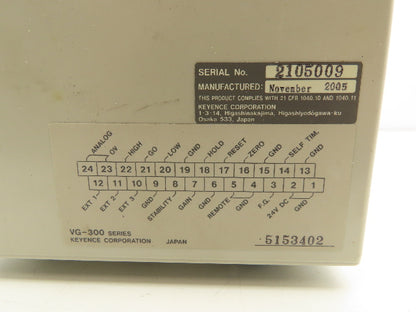 SERIAL No. 2105009
MANUFACTURED: November 2005
THIS PRODUCT COMPLIES WITH 21 CFR 1040.10 AND 1040.11
KEYENCE CORPORATION
1-3-14, Higashinakajima, Higashiyodogawa-ku
Osaka 533, Japan
ANALOG 0V HIGH GO LOW GND HOLD RESET ZERO GND SELF TIM. GND
24 23 22 21 20 19 18 17 16 15 14 13
12 11 10 9 8 7 6 5 4 3 2 1
EXT 1 EXT 2 EXT 3 GND STABILITY GAIN GND REMOTE GND F.G. 24V DC GND
VG-300 SERIES
KEYENCE CORPORATION JAPAN
5153402